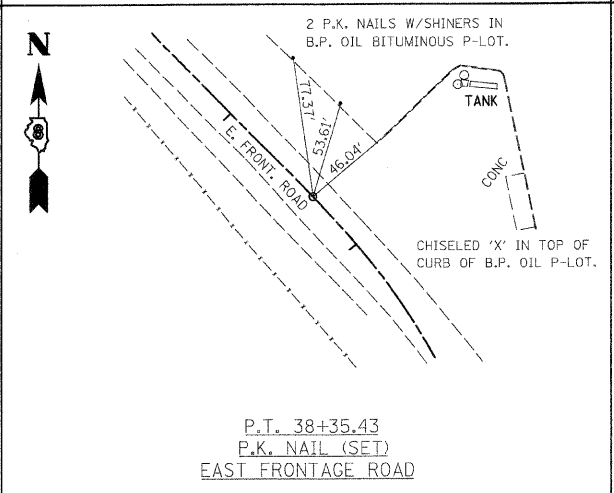 2 P.K. NAILS W/SHINERS IN
B.P. OIL BITUMINOUS P-LOT.
N
8
TANK
77.37'
53.61'
46.04'
E. FRONT. ROAD
CONC
CHISELED 'X' IN TOP OF
CURB OF B.P. OIL P-LOT.
P.T. 38+35.43
P.K. NAIL (SET)
EAST FRONTAGE ROAD